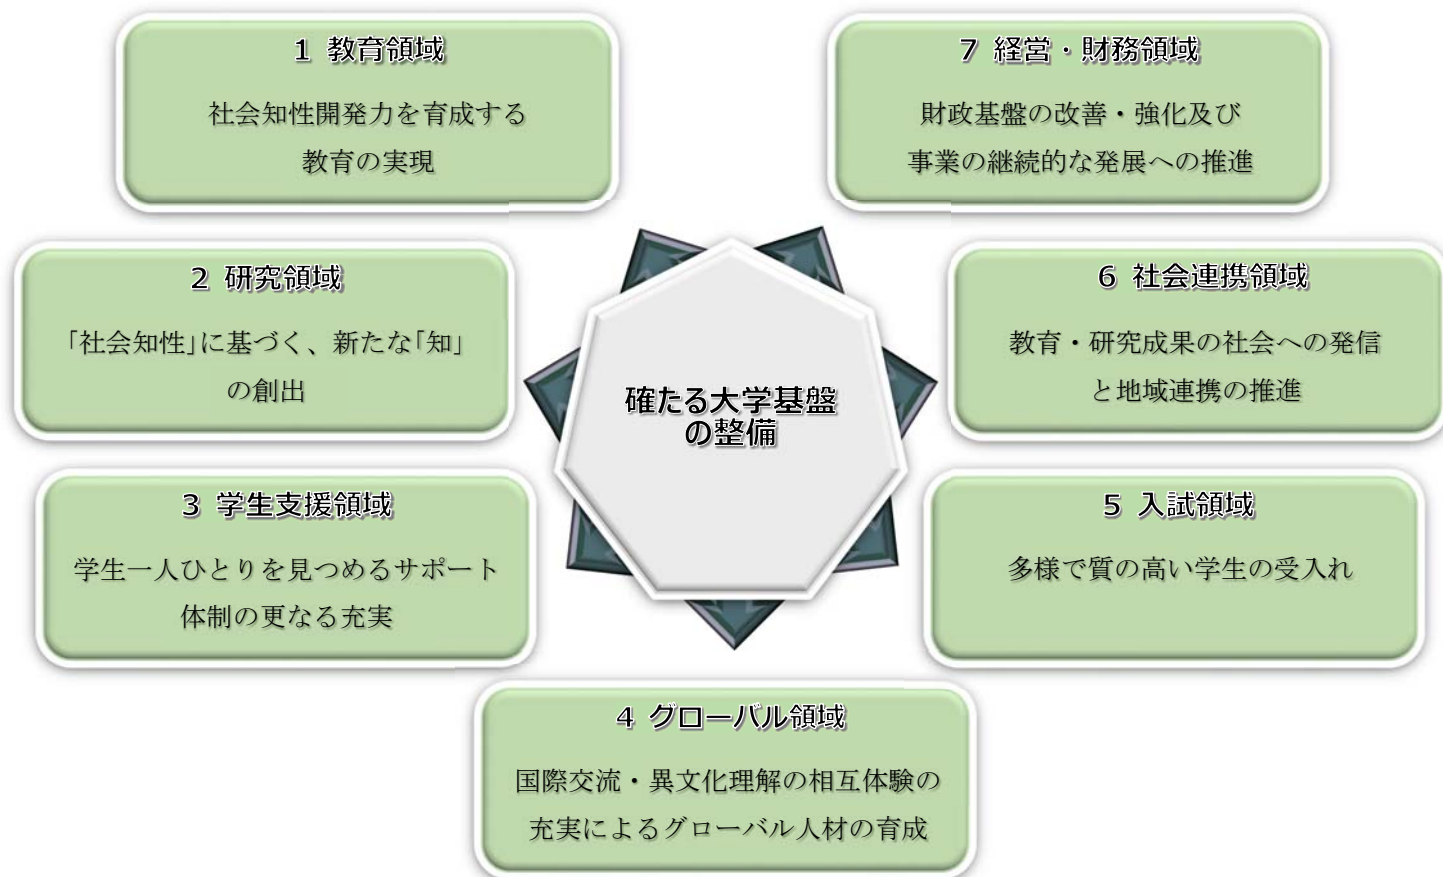 1 教育領域
社会知性開発力を育成する
教育の実現
2 研究領域
「社会知性」に基づく、新たな「知」
の創出
3 学生支援領域
学生一人ひとりを見つめるサポート
体制の更なる充実
4 グローバル領域
国際交流・異文化理解の相互体験の
充実によるグローバル人材の育成
5 入試領域
多様で質の高い学生の受入れ
6 社会連携領域
教育・研究成果の社会への発信
と地域連携の推進
7 経営・財務領域
財政基盤の改善・強化及び
事業の継続的な発展への推進
確たる大学基盤
の整備